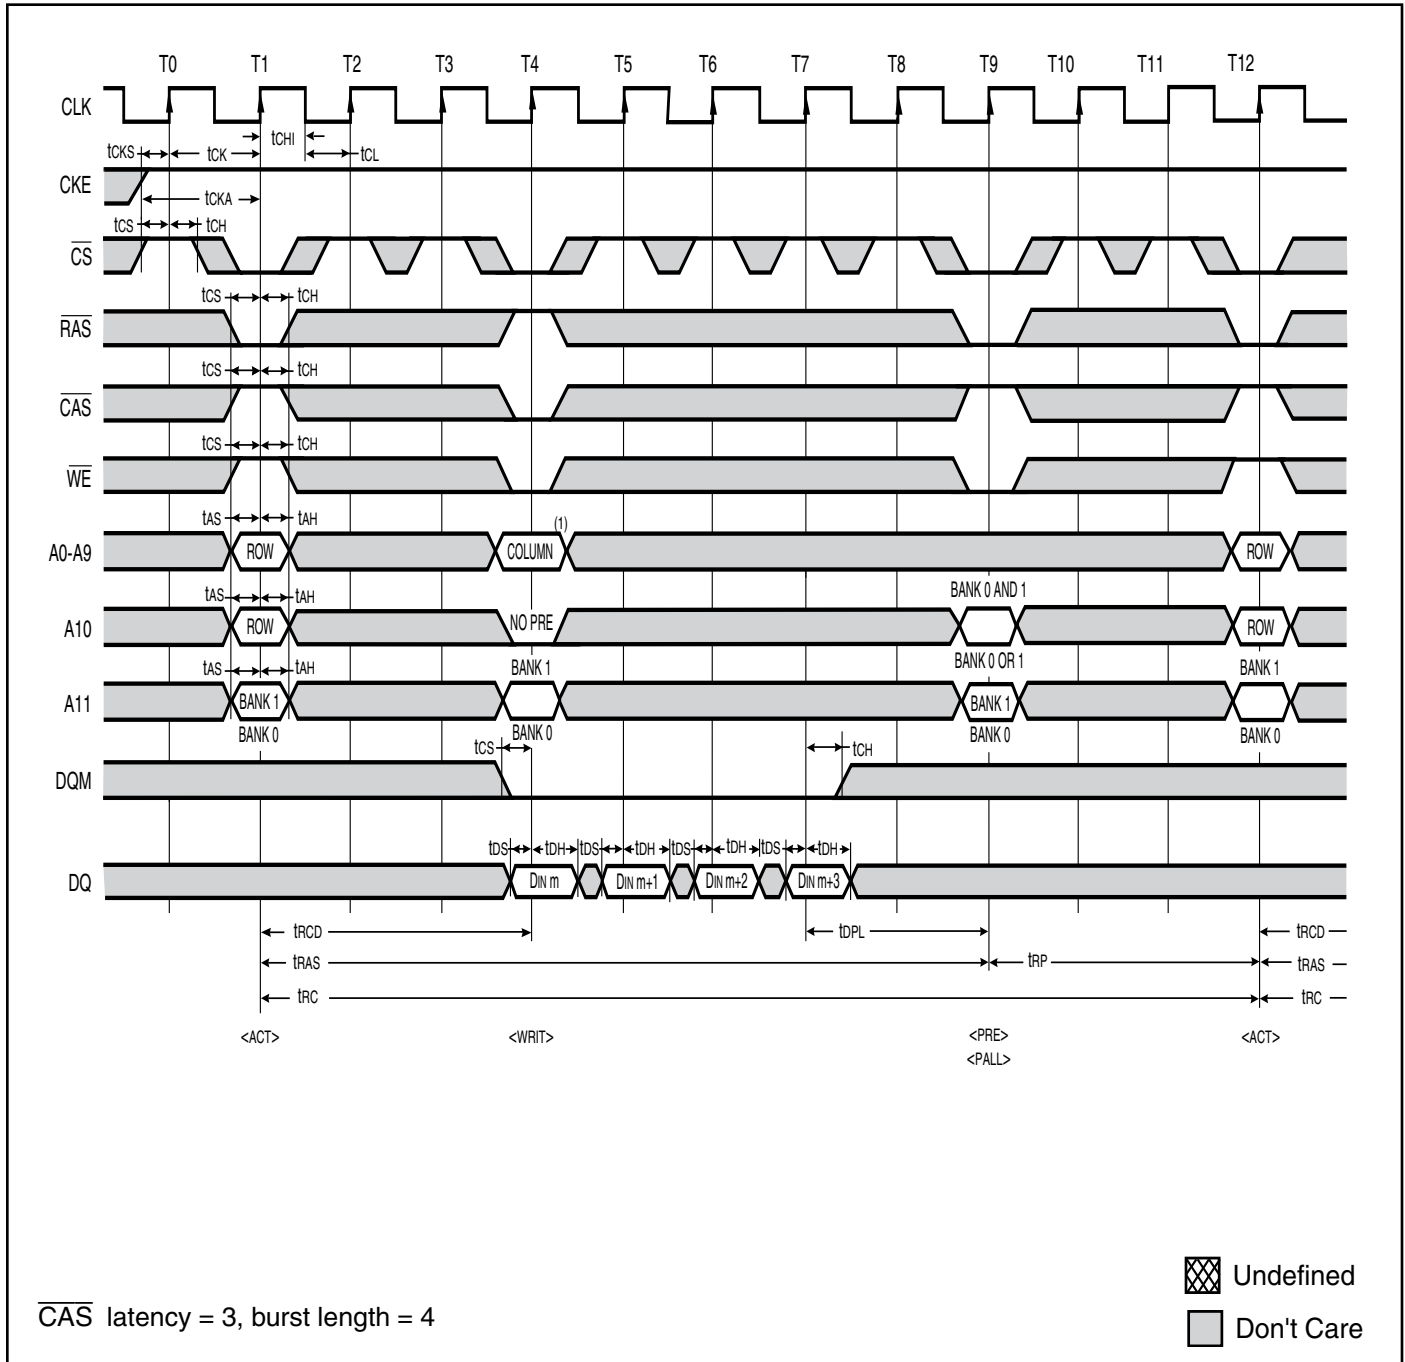 T0 T1 T2 T3 T4 T5 T6 T7 T8 T9 T10 T11 T12
CLK
tCHI
tCKS tCK tCL
CKE
tCKA
tCS tCH
CS
tCS tCH
RAS
tCS tCH
CAS
tCS tCH
WE
tAS tAH
(1)
A0-A9 ROW COLUMN ROW
tAS tAH BANK 0 AND 1
A10 ROW NO PRE ROW
tAS tAH BANK 1 BANK 0 OR 1 BANK 1
A11 BANK 1 BANK 1
BANK 0 BANK 0 BANK 0 BANK 0
tCS tCH
DQM
tDS tDH tDS tDH tDS tDH tDS tDH
DQ DIN m DIN m+1 DIN m+2 DIN m+3
tRCD tDPL tRCD
tRAS tRP tRAS
tRC tRC
<ACT> <WRIT> <PRE> <ACT>
<PALL>
Undefined
CAS latency = 3, burst length = 4
Don't Care